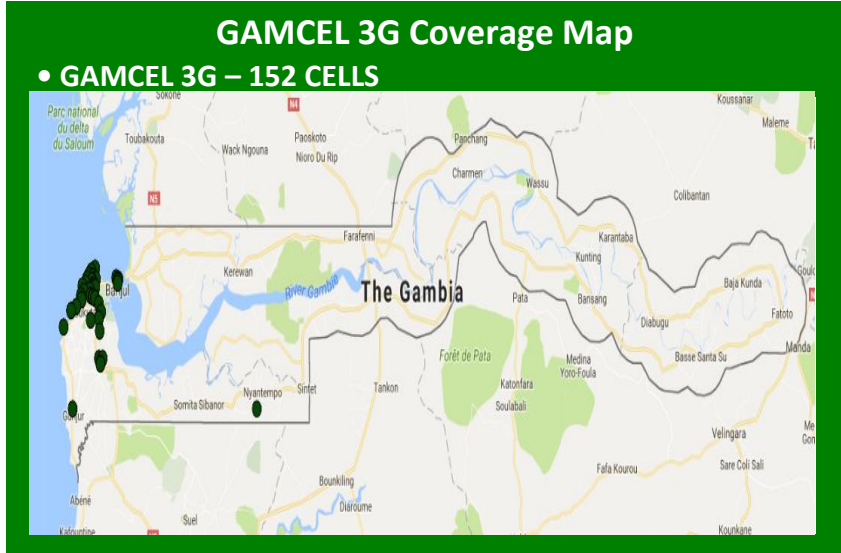 GAMCEL 3G Coverage Map
• GAMCEL 3G – 152 CELLS
Sokone
N4
Koussanar
Parc national
du delta
du Saloum
Maleme
Toubakouta
Paoskoto
Panchang
Wack Ngouna
Nioro Du Rip
Charmen
Wassu
Colibantan
N5
Farafenni
Karantaba
Kunting
Kerewan
River Gambia
The Gambia
Baja Kunda
Pata
Bansang
Fatoto
Diabugu
Manda
Forêt de Pata
Medina
Yoro-Foula
Basse Santa Su
Nyantempo
Sintet
Tankon
Katonfara
Soulabali
Somita Sibanor
Gunjur
Velingara
Fafa Kourou
Sare Coli Sali
Bounkiling
Abéné
Diaroume
Suel
Kounkane
Kafountine